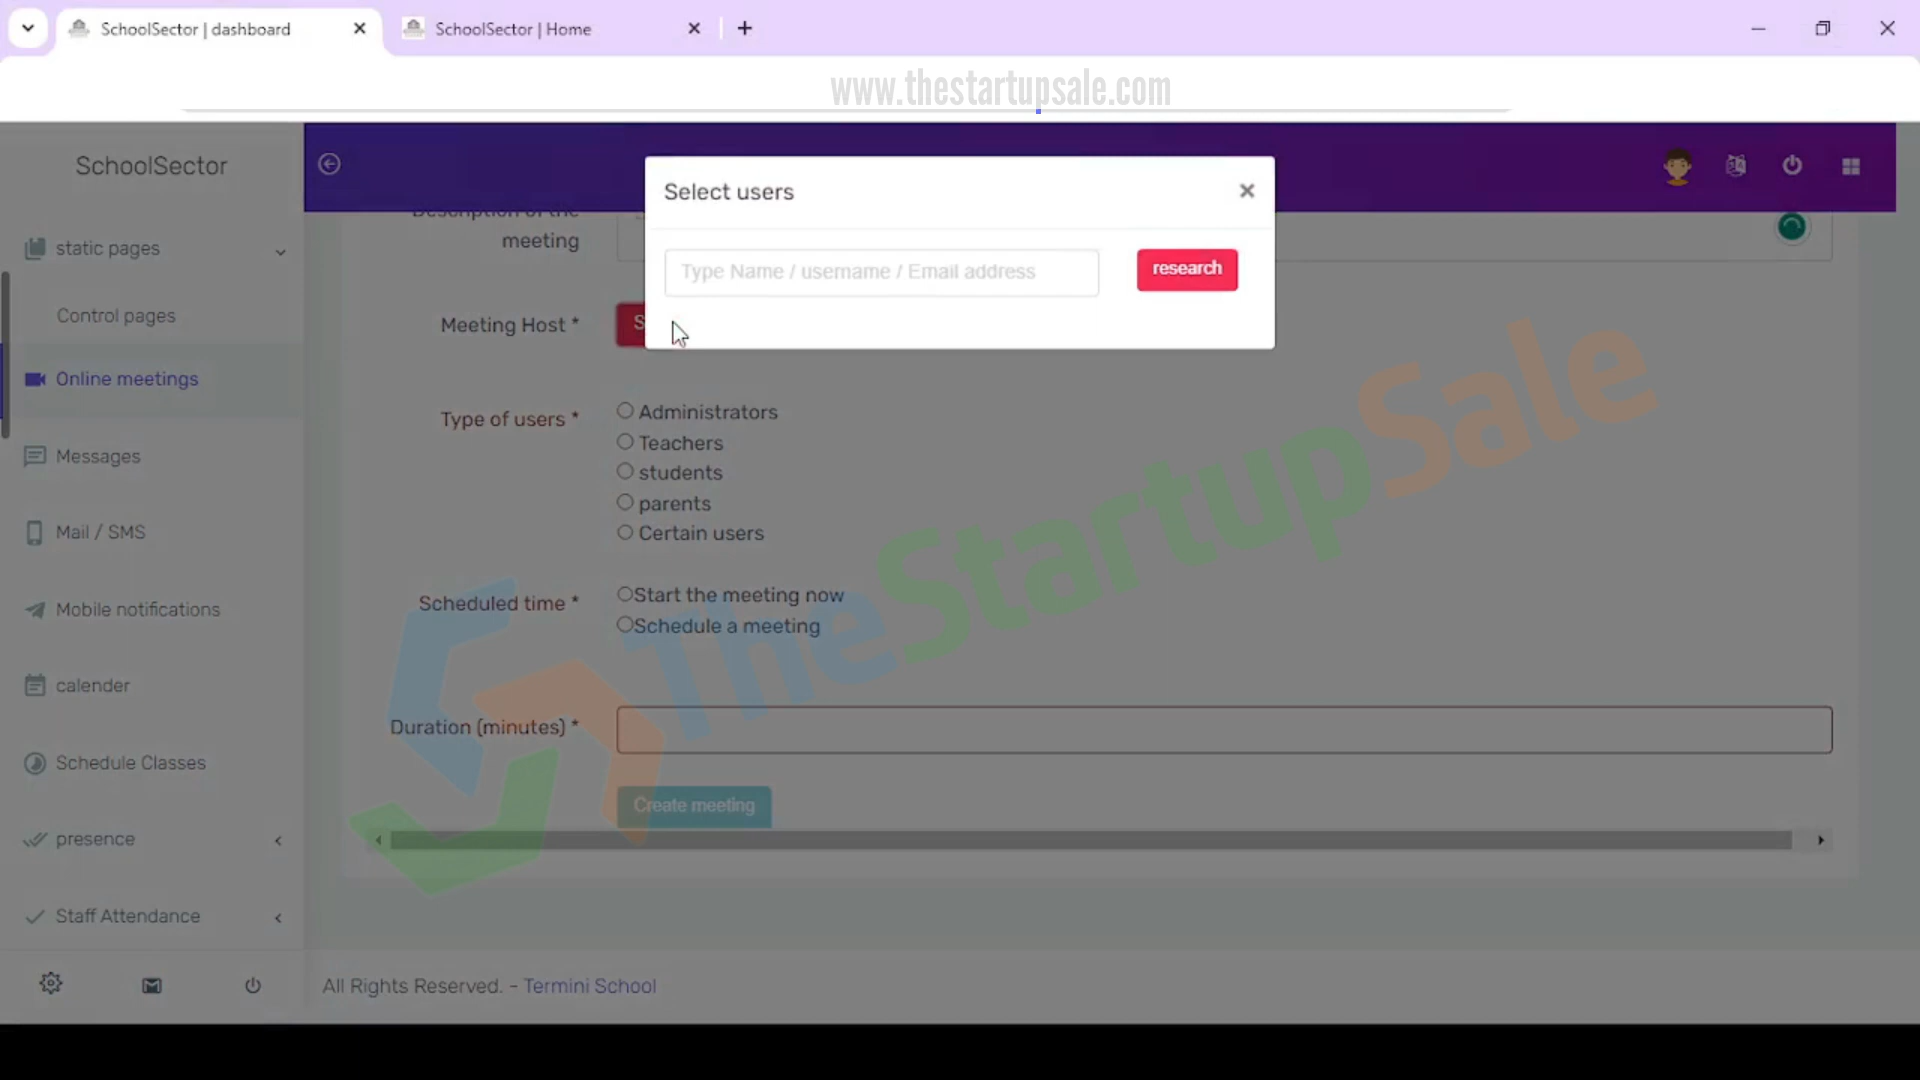 SchoolSector | dashboard
SchoolSector | Home
www.thestartupsale.com
SchoolSector
Select users
Type Name / username / Email address
research
static pages
Control pages
Online meetings
Messages
Mail / SMS
Mobile notifications
calender
Schedule Classes
presence
Staff Attendance
Description of the
meeting
Meeting Host *
S
Type of users *
Administrators
Teachers
students
parents
Certain users
Scheduled time *
Start the meeting now
Schedule a meeting
Duration (minutes) *
Create meeting
TheStartupSale
All Rights Reserved. - Termini School